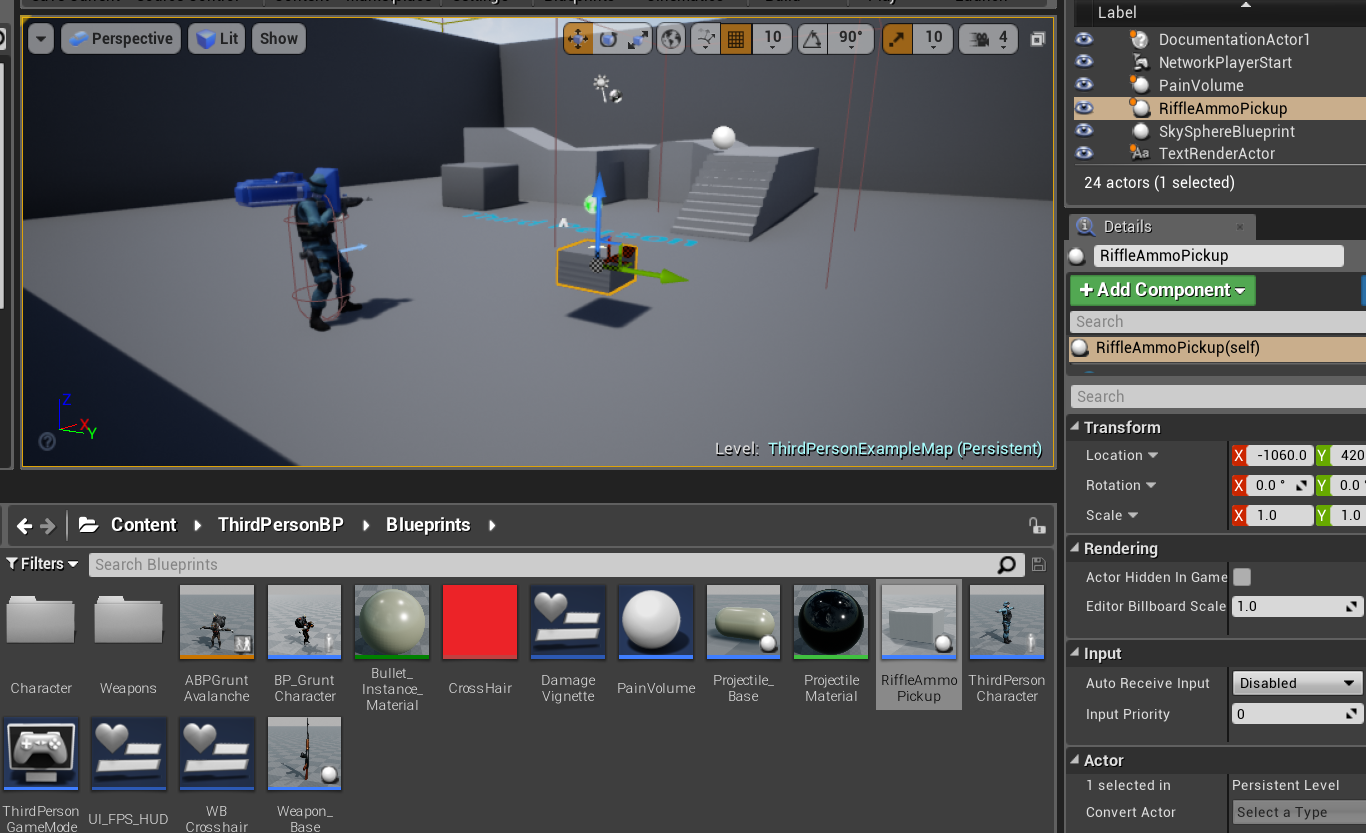 Perspective
Lit
Show
10
90°
10
4
Level: ThirdPersonExampleMap (Persistent)
Z
X
Y
Label
DocumentationActor1
NetworkPlayerStart
PainVolume
RiffleAmmoPickup
SkySphereBlueprint
TextRenderActor
24 actors (1 selected)
Details
RiffleAmmoPickup
+ Add Component
Search
RiffleAmmoPickup(self)
Search
Transform
Location X -1060.0 Y 420
Rotation X 0.0 ° Y 0.0 °
Scale X 1.0 Y 1.0
Rendering
Actor Hidden In Game
Editor Billboard Scale 1.0
Input
Auto Receive Input Disabled
Input Priority 0
Actor
1 selected in Persistent Level
Convert Actor Select a Type
Content ThirdPersonBP Blueprints
Filters Search Blueprints
Character
Weapons
ABPGrunt
Avalanche
BP_Grunt
Character
Bullet_
Instance_
Material
CrossHair
Damage
Vignette
PainVolume
Projectile_
Base
Projectile
Material
RiffleAmmo
Pickup
ThirdPerson
Character
ThirdPerson
GameMode
UI_FPS_HUD
WB
Crosshair
Weapon_
Base